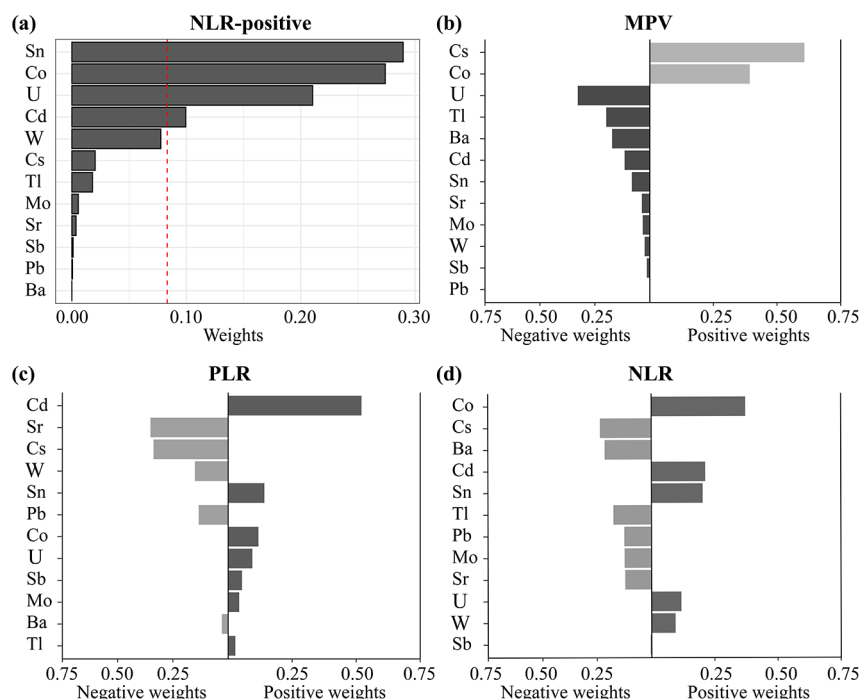 (a) NLR-positive
Sn
Co
U
Cd
W
Cs
Tl
Mo
Sr
Sb
Pb
Ba
0.00 0.10 0.20 0.30
Weights
(b) MPV
Cs
Co
U
Tl
Ba
Cd
Sn
Sr
Mo
W
Sb
Pb
0.75 0.50 0.25 0.25 0.50 0.75
Negative weights Positive weights
(c) PLR
Cd
Sr
Cs
W
Sn
Pb
Co
U
Sb
Mo
Ba
Tl
0.75 0.50 0.25 0.25 0.50 0.75
Negative weights Positive weights
(d) NLR
Co
Cs
Ba
Cd
Sn
Tl
Pb
Mo
Sr
U
W
Sb
0.75 0.50 0.25 0.25 0.50 0.75
Negative weights Positive weights